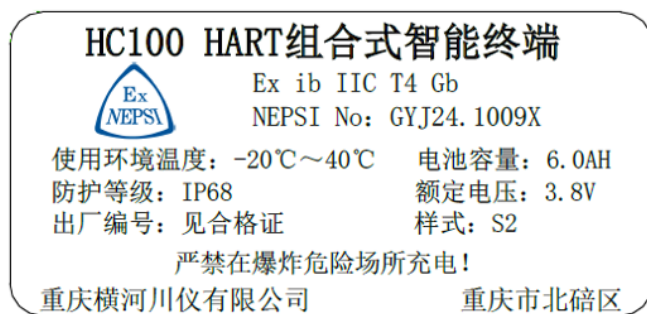 HC100 HART组合式智能终端
Ex
NEPSI
Ex ib IIC T4 Gb
NEPSI No: GYJ24.1009X
使用环境温度: -20℃～40℃ 电池容量: 6.0AH
防护等级: IP68 额定电压: 3.8V
出厂编号: 见合格证 样式: S2
严禁在爆炸危险场所充电!
重庆横河川仪有限公司 重庆市北碚区